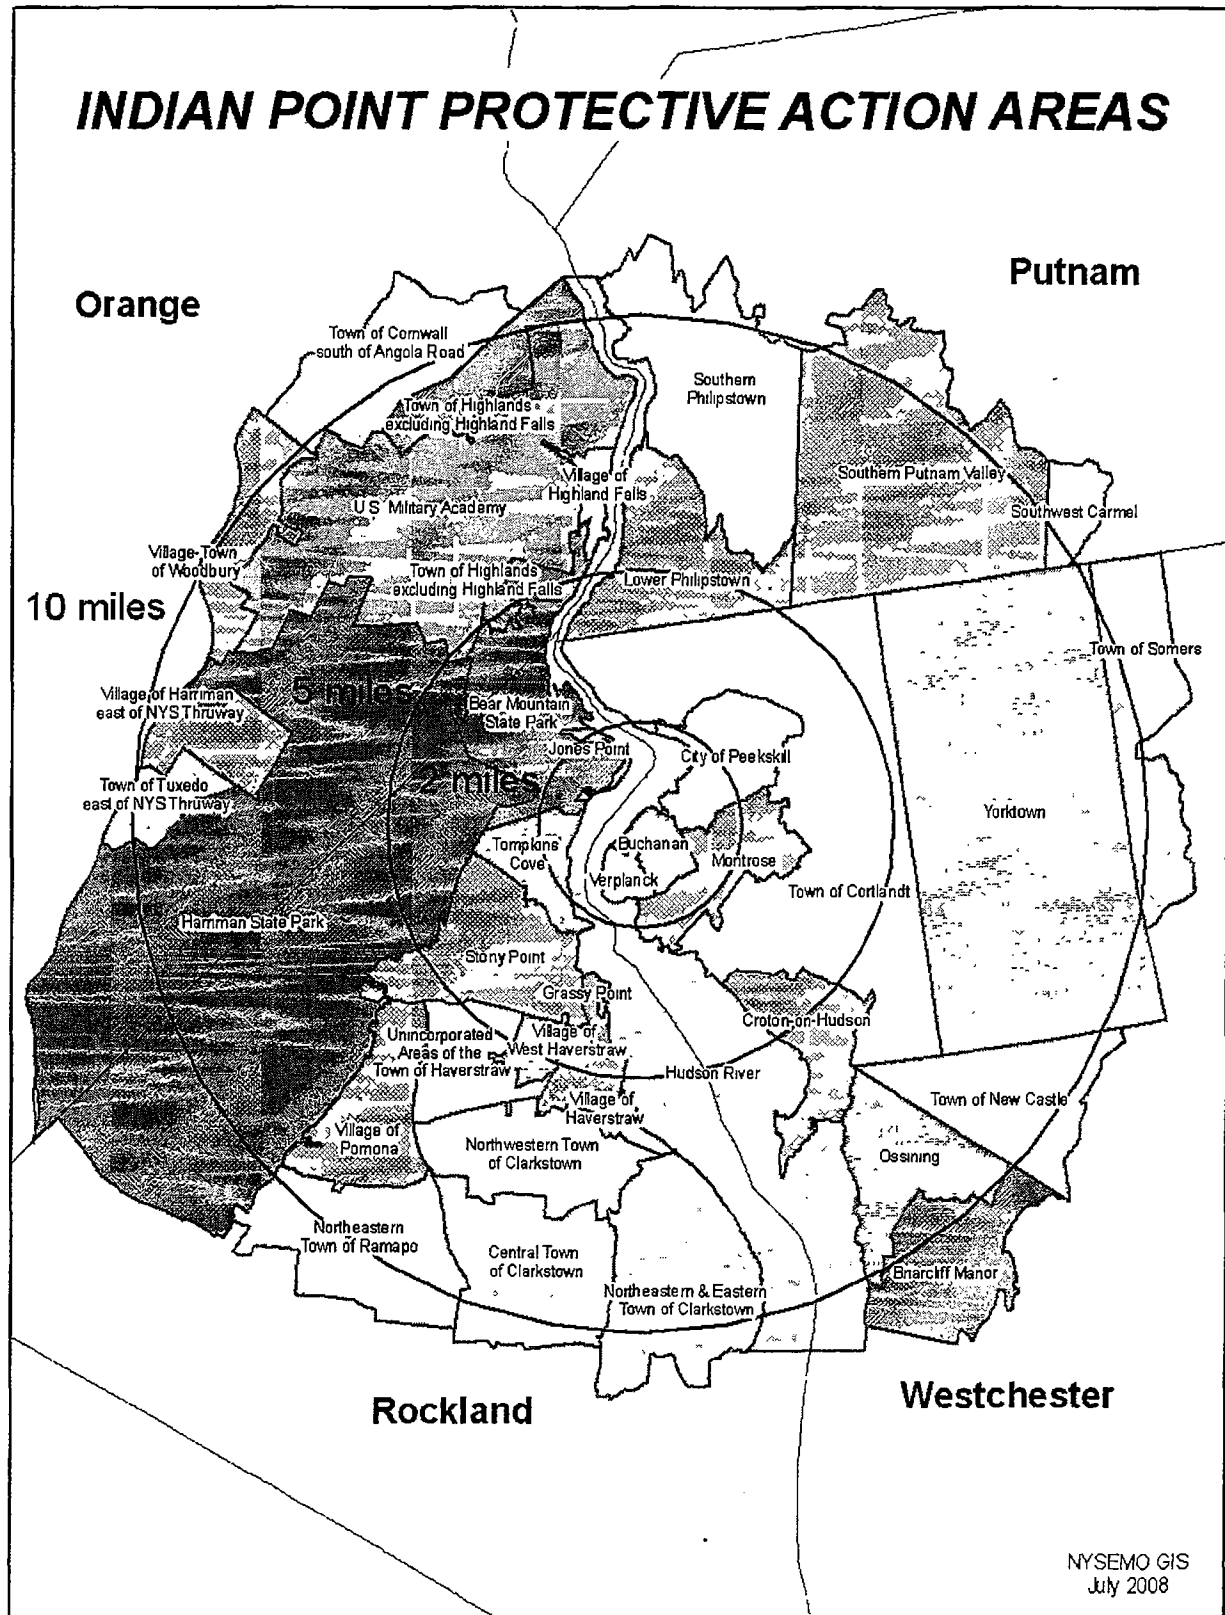 INDIAN POINT PROTECTIVE ACTION AREAS
Putnam
Orange
Town of Cornwall
south of Angola Road
Southern
Philipstown
Town of Highlands
excluding Highland Falls
Southern Putnam Valley
Village of
Highland Falls
U S Military Academy
Southwest Carmel
Village-Town
of Woodbury
Town of Highlands
excluding Highland Falls
Lower Philipstown
10 miles
Town of Somers
Village of Harriman
east of NYS Thruway
5 miles
Bear Mountain
State Park
Jones Point
City of Peekskill
2 miles
Town of Tuxedo
east of NYS Thruway
Yorktown
Tompkins
Cove
Buchanan
Montrose
Verplanck
Town of Cortlandt
Harriman State Park
Stony Point
Grassy Point
Croton-on-Hudson
Unincorporated
Areas of the
Town of Haverstraw
Village of
West Haverstraw
Hudson River
Village of
Haverstraw
Town of New Castle
Village of
Pomona
Northwestern Town
of Clarkstown
Ossining
Northeastern
Town of Ramapo
Central Town
of Clarkstown
Briarcliff Manor
Northeastern & Eastern
Town of Clarkstown
Rockland
Westchester
NYSEMO GIS
July 2008